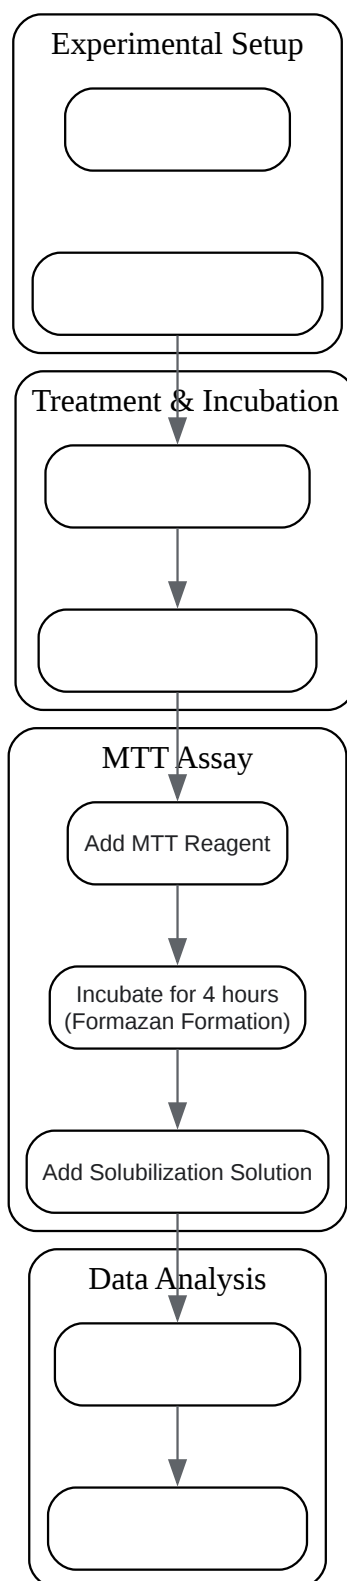 Experimental Setup
Treatment & Incubation
MTT Assay
Add MTT Reagent
Incubate for 4 hours
(Formazan Formation)
Add Solubilization Solution
Data Analysis